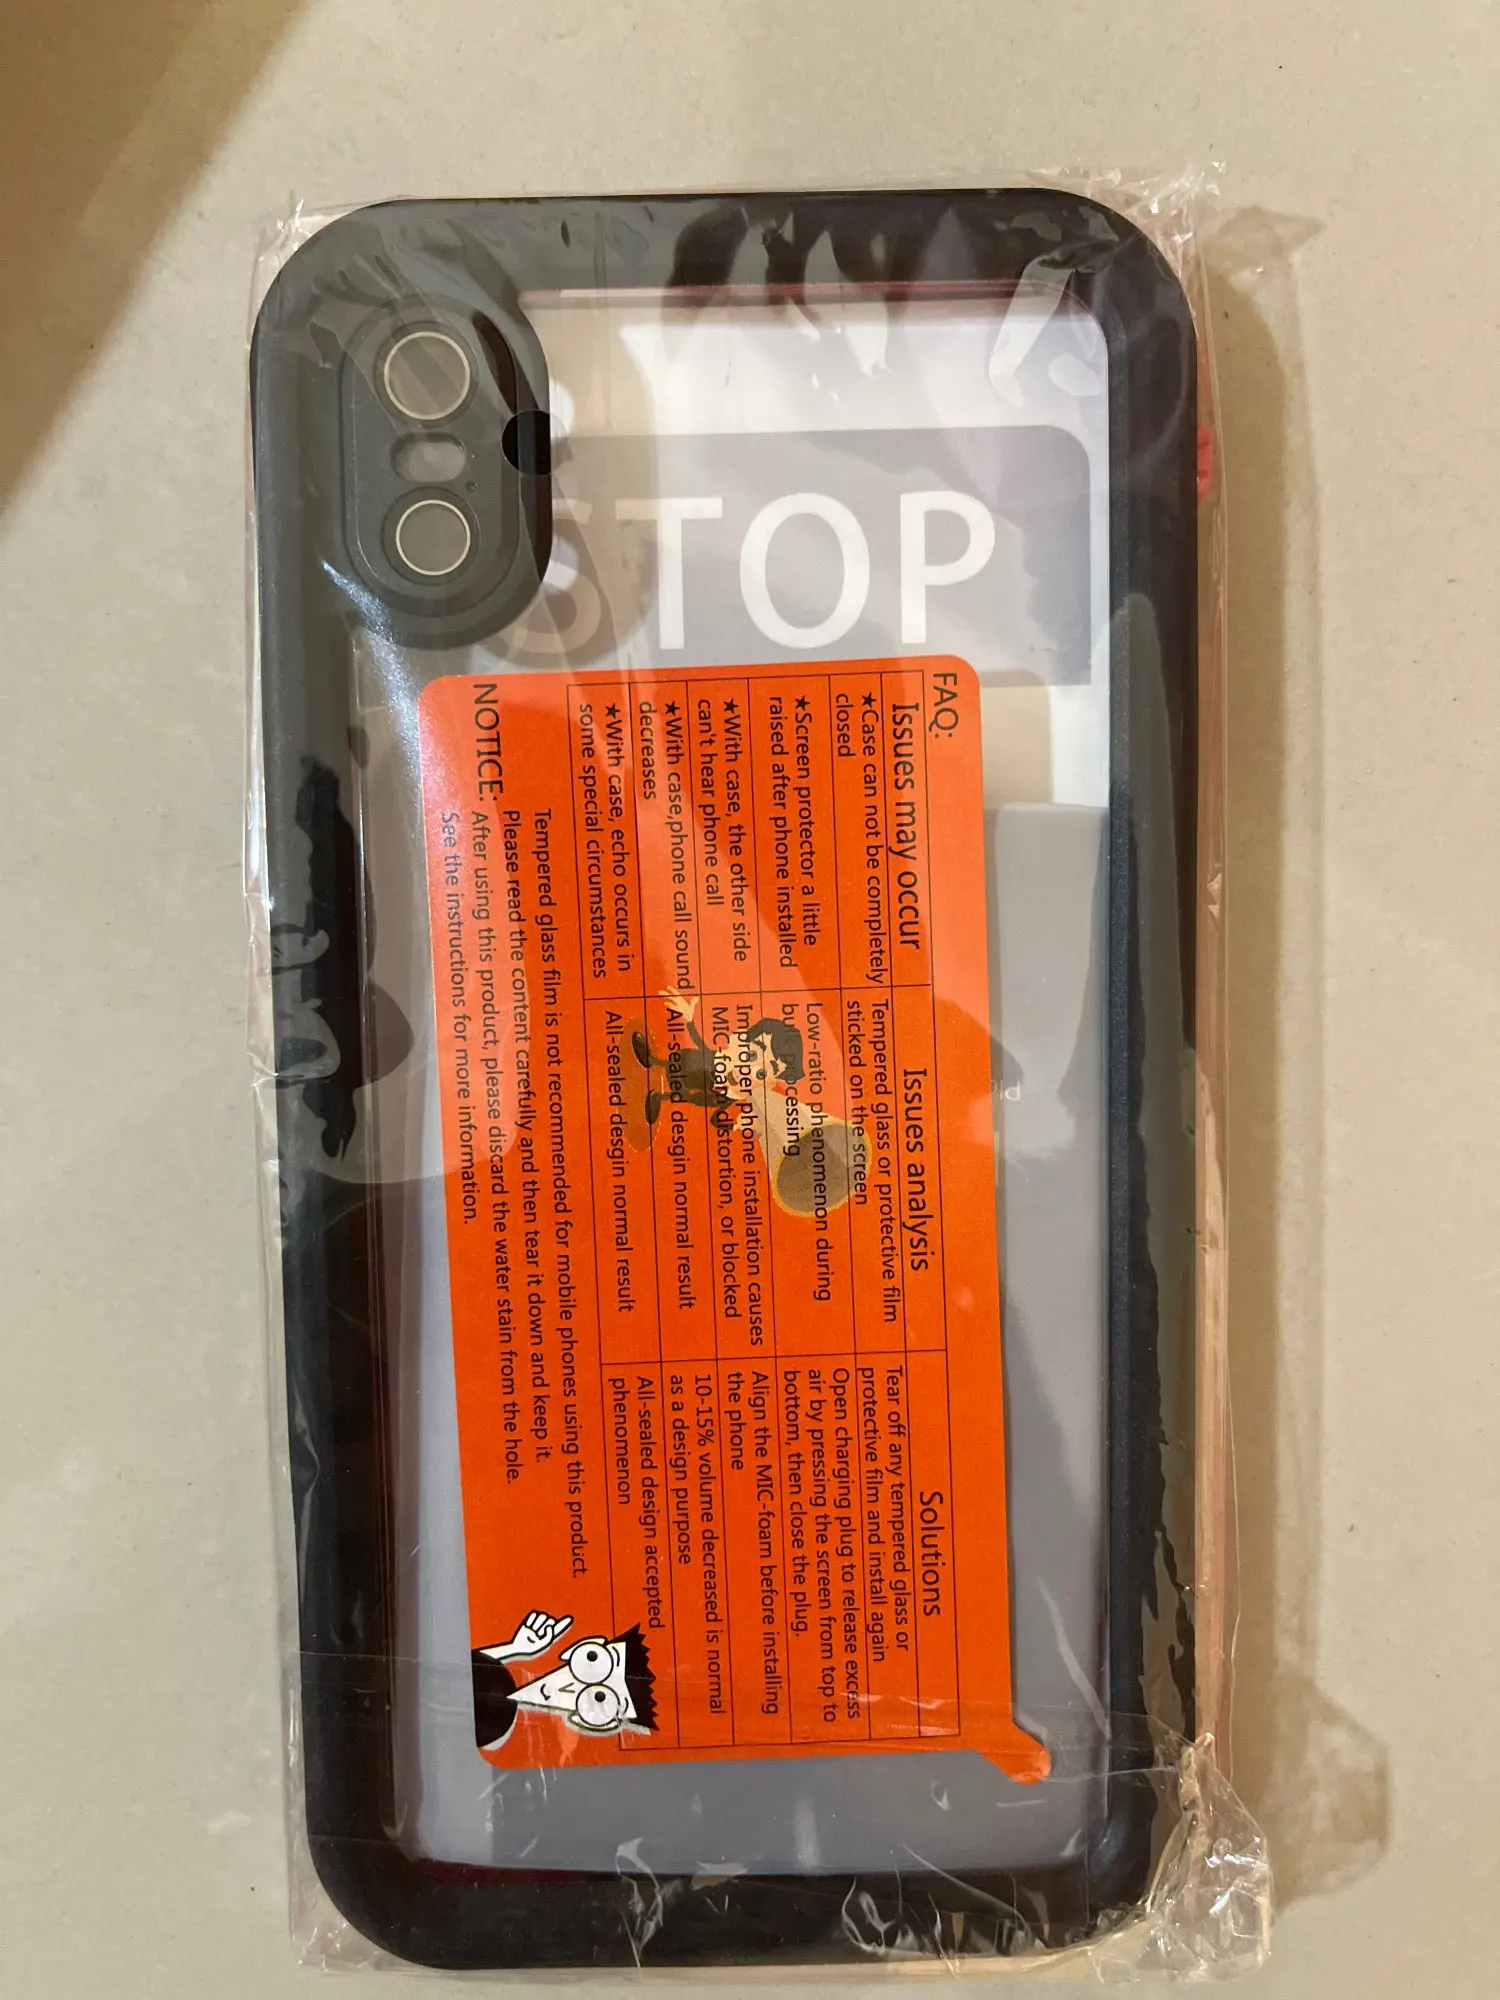 STOP
FAQ:
Issues may occur
Issues analysis
Solutions
★Case can not be completely
closed
Tempered glass or protective film
sticked on the screen
Tear off any tempered glass or
protective film and install again
★Screen protector a little
raised after phone installed
Low-ratio phenomenon during
bulk processing
Open charging plug to release excess
air by pressing the screen from top to
bottom, then close the plug.
★With case, the other side
can't hear phone call
Improper phone installation causes
MIC-foam distortion, or blocked
Align the MIC-foam before installing
the phone
★With case,phone call sound
decreases
All-sealed desgin normal result
10-15% volume decreased is normal
as a design purpose
★With case, echo occurs in
some special circumstances
All-sealed desgin normal result
All-sealed design accepted
phenomenon
NOTICE:
Tempered glass film is not recommended for mobile phones using this product.
Please read the content carefully and then tear it down and keep it.
After using this product, please discard the water stain from the hole.
See the instructions for more information.